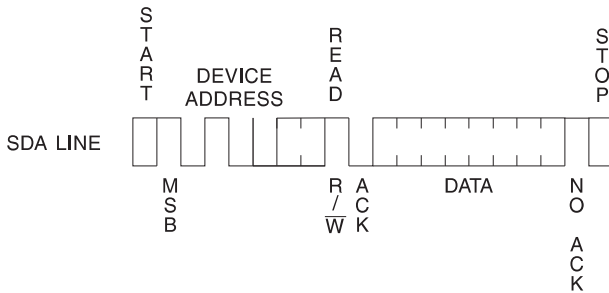 START
DEVICE
ADDRESS
READ
STOP
SDA LINE
MSB
R/W
ACK
DATA
NO ACK